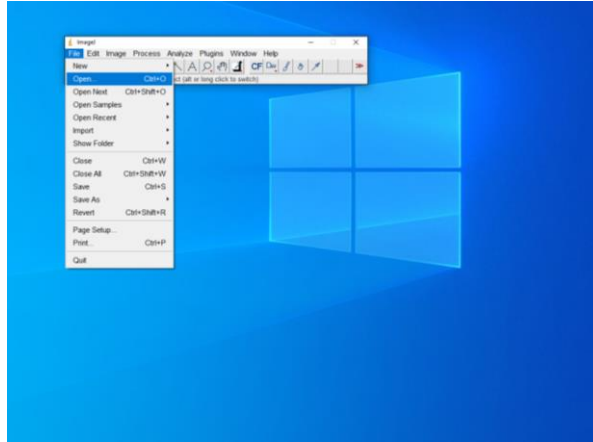 ImageJ
File Edit Image Process Analyze Plugins Window Help
A CF Dev
ct (alt or long click to switch)
New
Open... Ctrl+O
Open Next Ctrl+Shift+O
Open Samples
Open Recent
Import
Show Folder
Close Ctrl+W
Close All Ctrl+Shift+W
Save Ctrl+S
Save As
Revert Ctrl+Shift+R
Page Setup...
Print... Ctrl+P
Quit